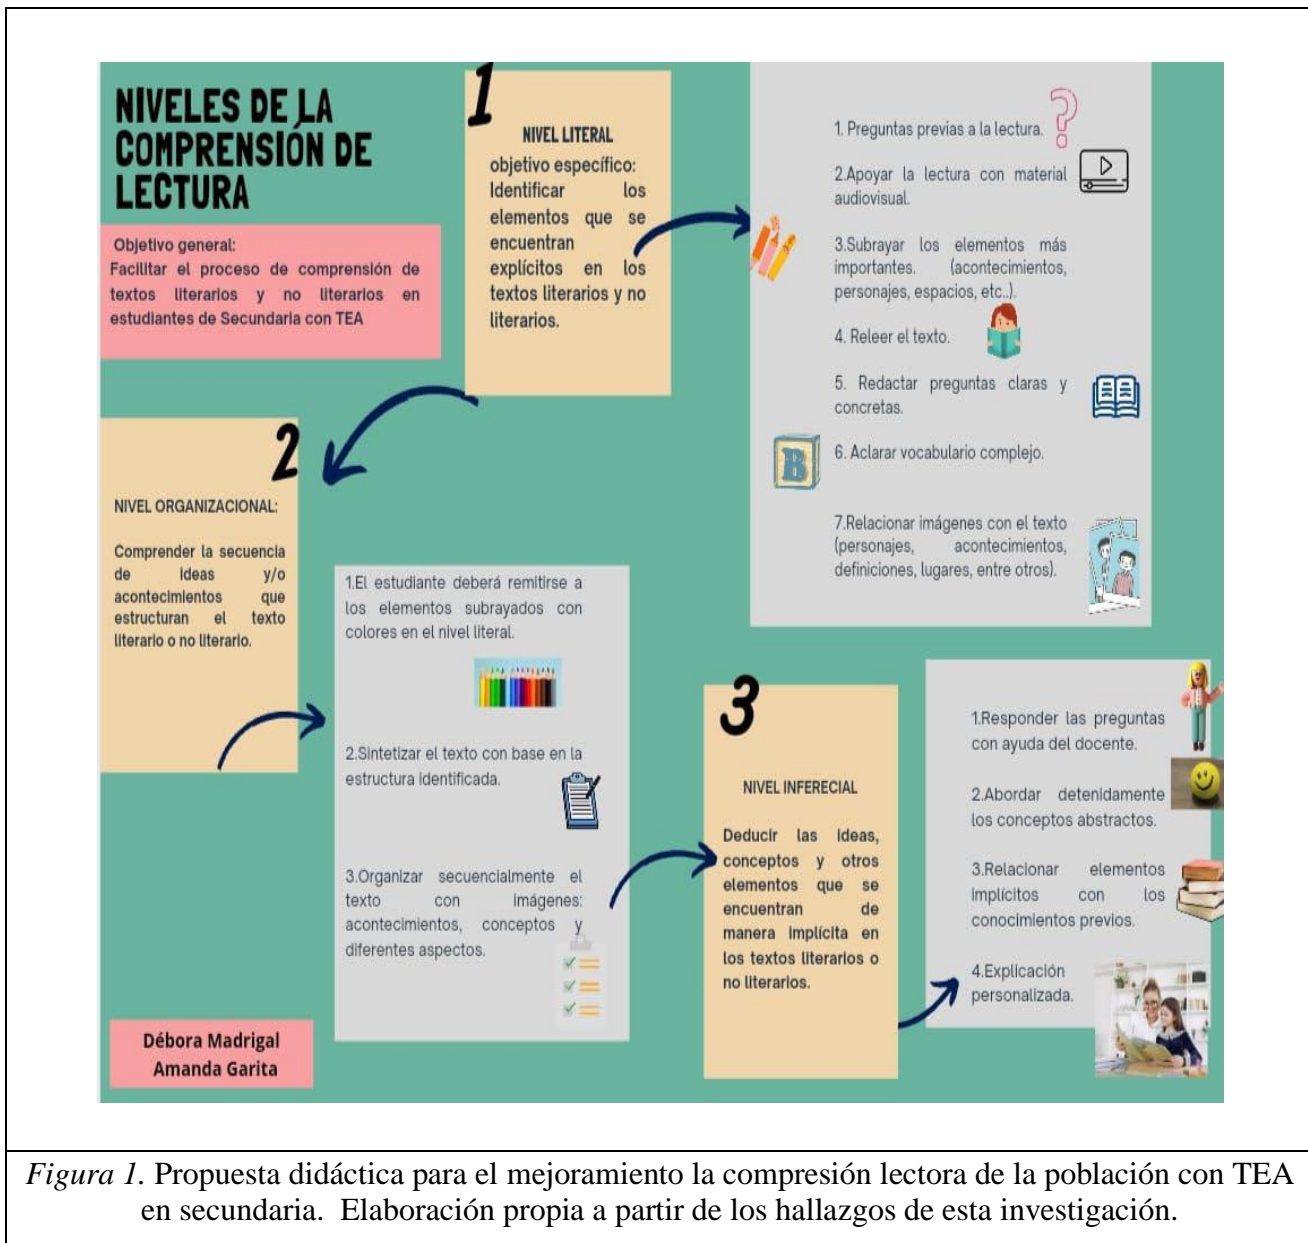 NIVELES DE LA
COMPRENSIÓN DE
LECTURA
Objetivo general:
Facilitar el proceso de comprensión de
textos literarios y no literarios en
estudiantes de Secundaria con TEA
1
NIVEL LITERAL
objetivo específico:
Identificar los
elementos que se
encuentran
explícitos en los
textos literarios y no
literarios.
1. Preguntas previas a la lectura.
2.Apoyar la lectura con material
audiovisual.
3.Subrayar los elementos más
importantes. (acontecimientos,
personajes, espacios, etc..).
4. Releer el texto.
5. Redactar preguntas claras y
concretas.
B
6. Aclarar vocabulario complejo.
7.Relacionar imágenes con el texto
(personajes, acontecimientos,
definiciones, lugares, entre otros).
2
NIVEL ORGANIZACIONAL:
Comprender la secuencia
de ideas y/o
acontecimientos que
estructuran el texto
literario o no literario.
1.El estudiante deberá remitirse a
los elementos subrayados con
colores en el nivel literal.
2.Sintetizar el texto con base en la
estructura identificada.
3.Organizar secuencialmente el
texto con imágenes:
acontecimientos, conceptos y
diferentes aspectos.
3
NIVEL INFERECIAL
Deducir las ideas,
conceptos y otros
elementos que se
encuentran de
manera implícita en
los textos literarios o
no literarios.
1.Responder las preguntas
con ayuda del docente.
2.Abordar detenidamente
los conceptos abstractos.
3.Relacionar elementos
implícitos con los
conocimientos previos.
4.Explicación
personalizada.
Débora Madrigal
Amanda Garita
Figura 1. Propuesta didáctica para el mejoramiento la compresión lectora de la población con TEA
en secundaria. Elaboración propia a partir de los hallazgos de esta investigación.